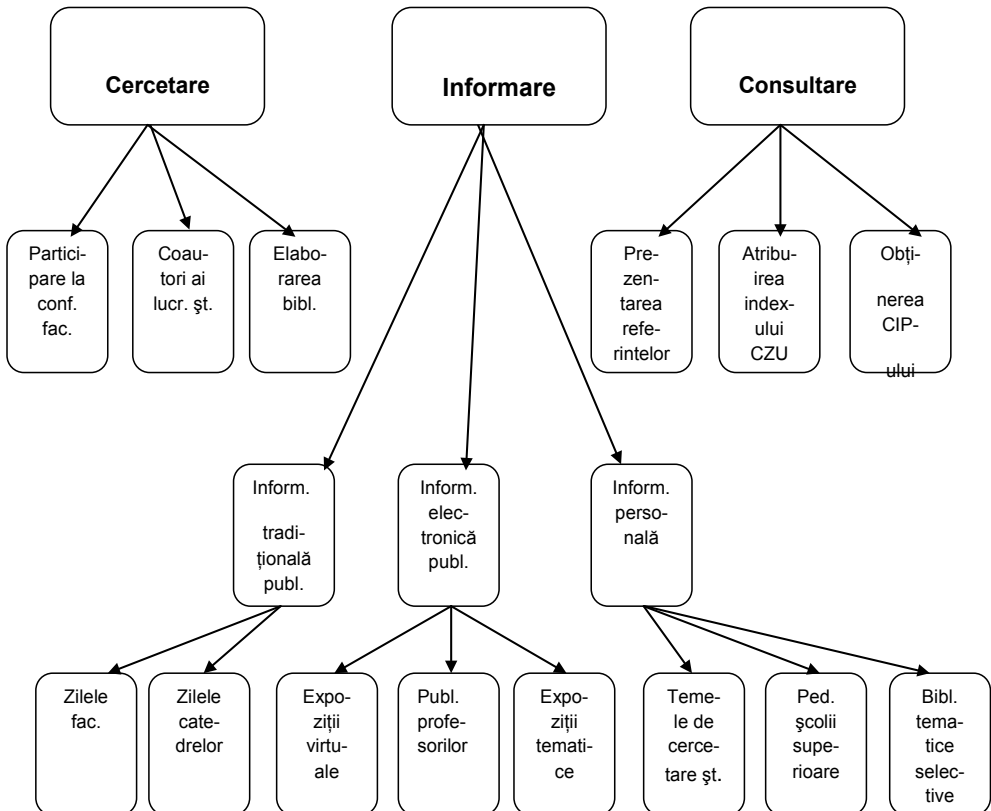 Cercetare
Informare
Consultare
Partici-
pare la
conf.
fac.
Coau-
tori ai
lucr. şt.
Elabo-
rarea
bibl.
Pre-
zen-
tarea
refe-
rintelor
Atribu-
irea
index-
ului
CZU
Obți-
nerea
CIP-
ului
Inform.
tradi-
țională
publ.
Inform.
elec-
tronică
publ.
Inform.
perso-
nală
Zilele
fac.
Zilele
cate-
drelor
Expo-
ziții
virtu-
ale
Publ.
profe-
sorilor
Expo-
ziții
temati-
ce
Teme-
le de
cerce-
tare şt.
Ped.
şcolii
supe-
rioare
Bibl.
tema-
tice
selec-
tive